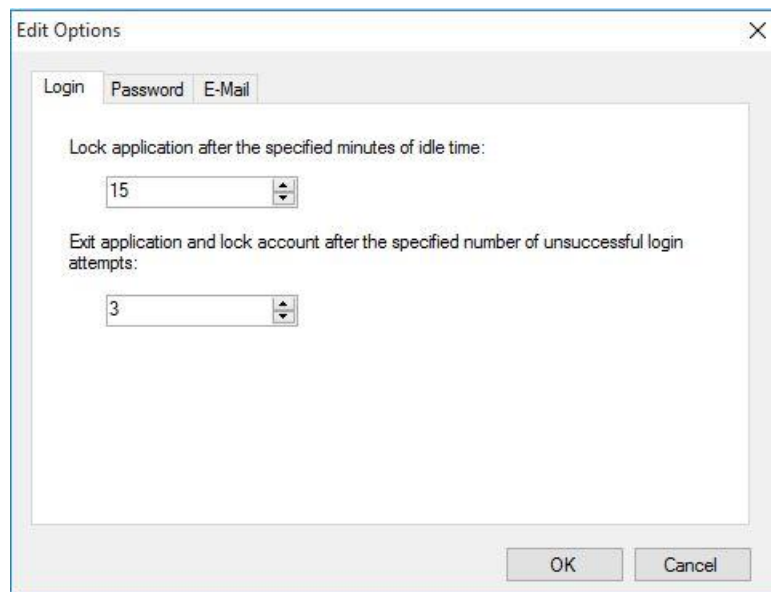 Edit Options
Login Password E-Mail
Lock application after the specified minutes of idle time:
15
Exit application and lock account after the specified number of unsuccessful login
attempts:
3
OK Cancel